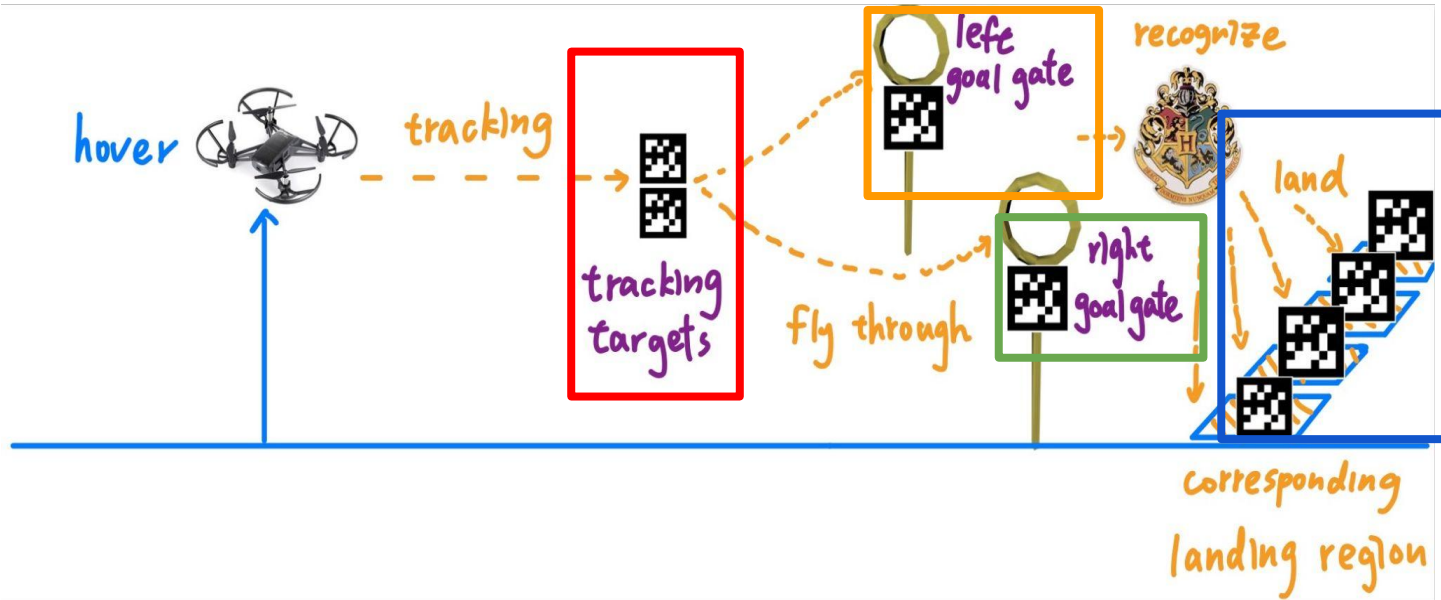 hover
tracking
tracking
targets
left
goal gate
fly through
right
goal gate
recognize
H
land
corresponding
landing region